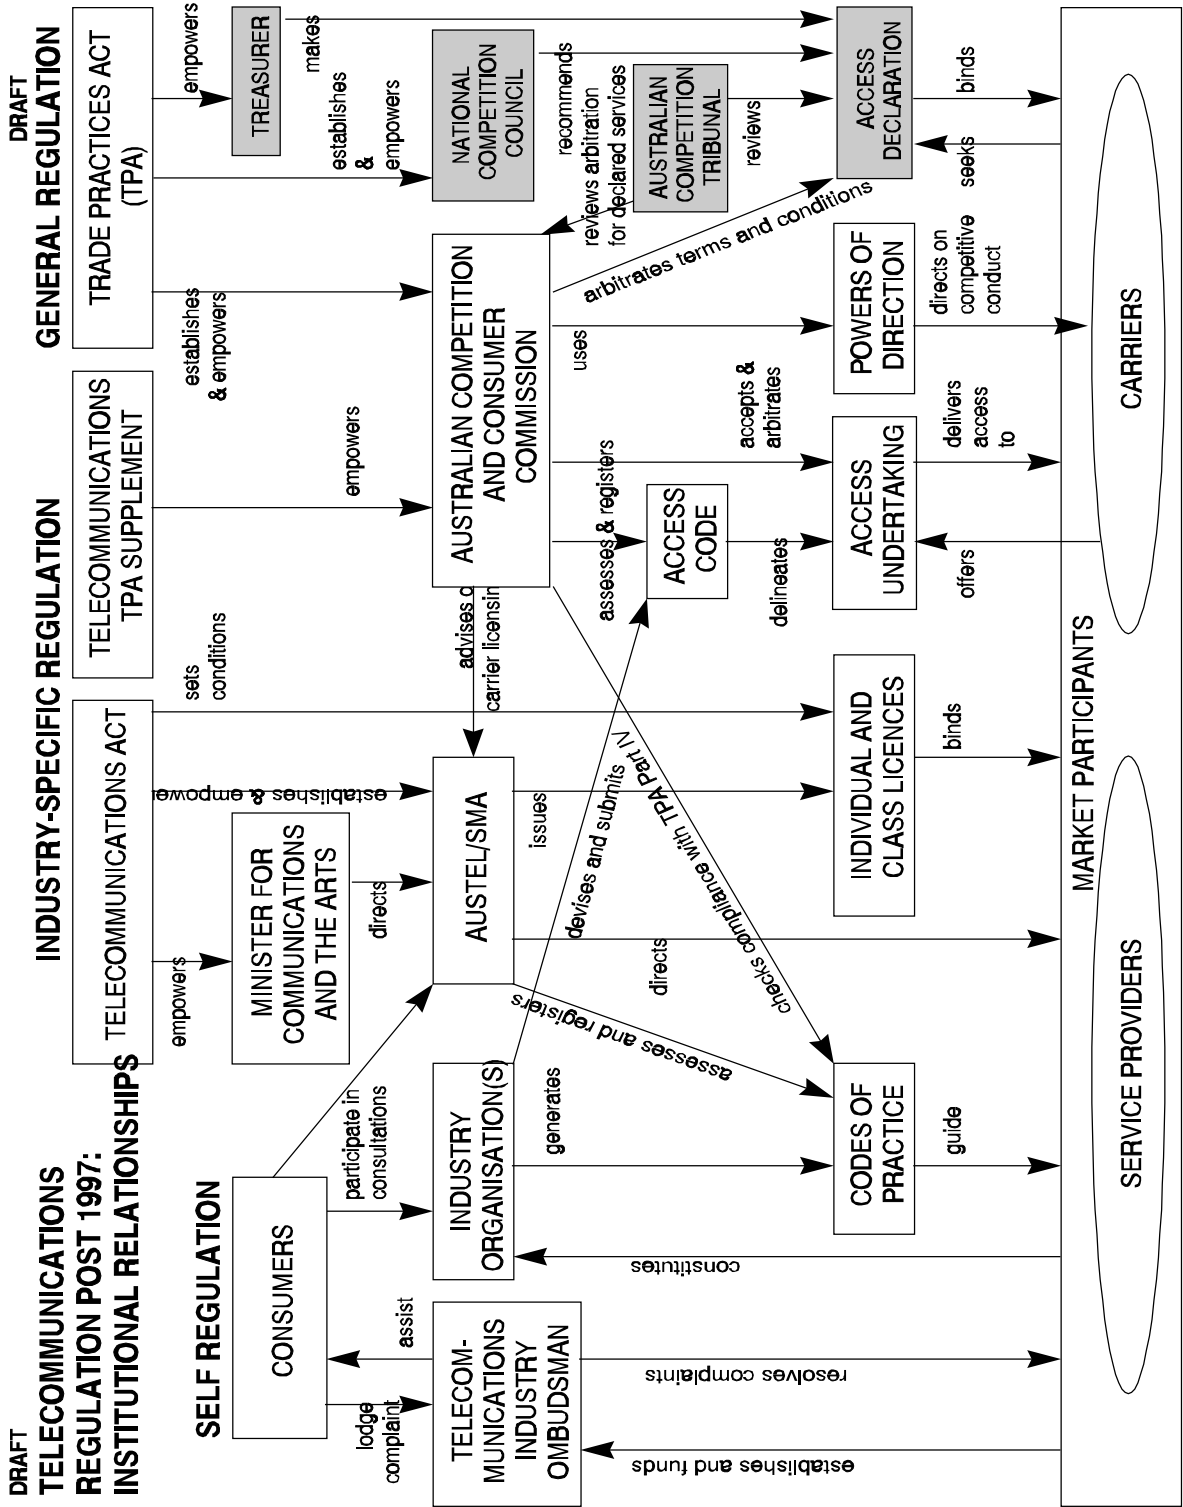 DRAFT
TELECOMMUNICATIONS
REGULATION POST 1997:
INSTITUTIONAL RELATIONSHIPS
SELF REGULATION
INDUSTRY-SPECIFIC REGULATION
DRAFT
GENERAL REGULATION
TELECOMMUNICATIONS ACT
TELECOMMUNICATIONS
TPA SUPPLEMENT
TRADE PRACTICES ACT
(TPA)
empowers
sets
conditions
establishes
& empowers
empowers
CONSUMERS
MINISTER FOR
COMMUNICATIONS
AND THE ARTS
TREASURER
makes
lodge
complaint
assist
participate in
consultations
directs
establishes & empower
empowers
establishes
&
empowers
TELECOM-
MUNICATIONS
INDUSTRY
OMBUDSMAN
INDUSTRY
ORGANISATION(S)
AUSTEL/SMA
advises o
carrier licensin
AUSTRALIAN COMPETITION
AND CONSUMER
COMMISSION
NATIONAL
COMPETITION
COUNCIL
generates
issues
uses
recommends
reviews arbitration
for declared services
assesses and registers
devises and submits
assesses & registers
arbitrates terms and conditions
establishes and funds
resolves complaints
constitutes
directs
checks compliance with TPA Part IV
ACCESS
CODE
AUSTRALIAN
COMPETITION
TRIBUNAL
delineates
accepts &
arbitrates
reviews
CODES OF
PRACTICE
INDIVIDUAL AND
CLASS LICENCES
ACCESS
UNDERTAKING
POWERS OF
DIRECTION
ACCESS
DECLARATION
guide
binds
offers
delivers
access
to
directs on
competitive
conduct
seeks
binds
MARKET PARTICIPANTS
SERVICE PROVIDERS
CARRIERS